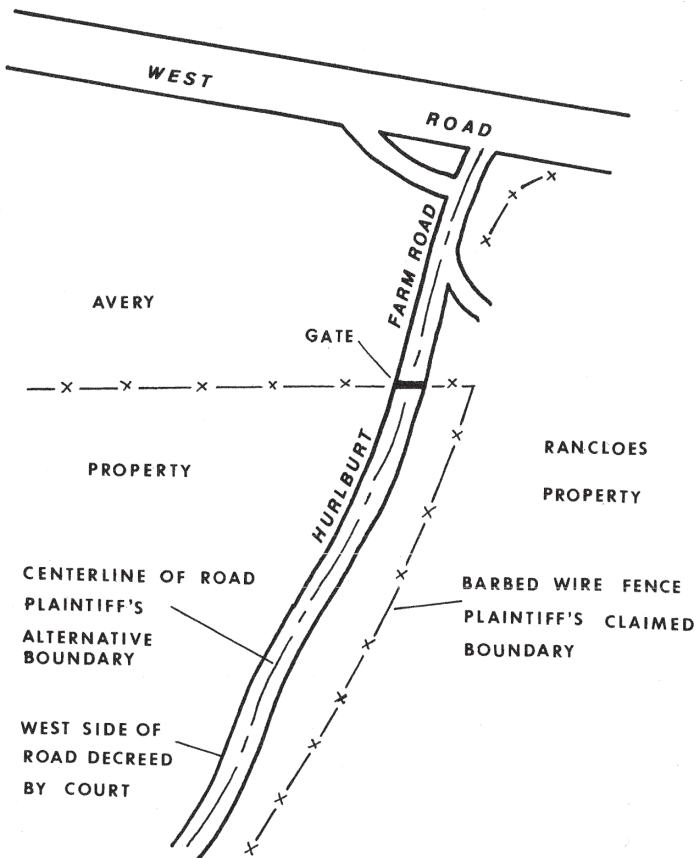 WEST
ROAD
FARM ROAD
AVERY
GATE
PROPERTY
HURLBURT
RANCLOES
PROPERTY
CENTERLINE OF ROAD
PLAINTIFF'S
ALTERNATIVE
BOUNDARY
BARBED WIRE FENCE
PLAINTIFF'S CLAIMED
BOUNDARY
WEST SIDE OF
ROAD DECREED
BY COURT